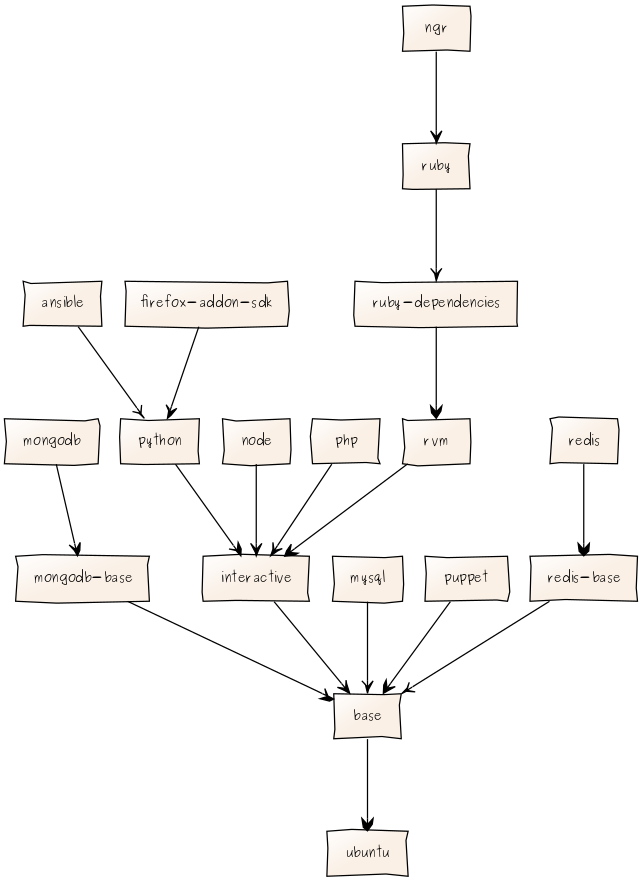 ngr
ruby
ansible
firefox-addon-sdk
ruby-dependencies
mongodb
python
node
php
rvm
redis
mongodb-base
interactive
mysql
puppet
redis-base
base
ubuntu